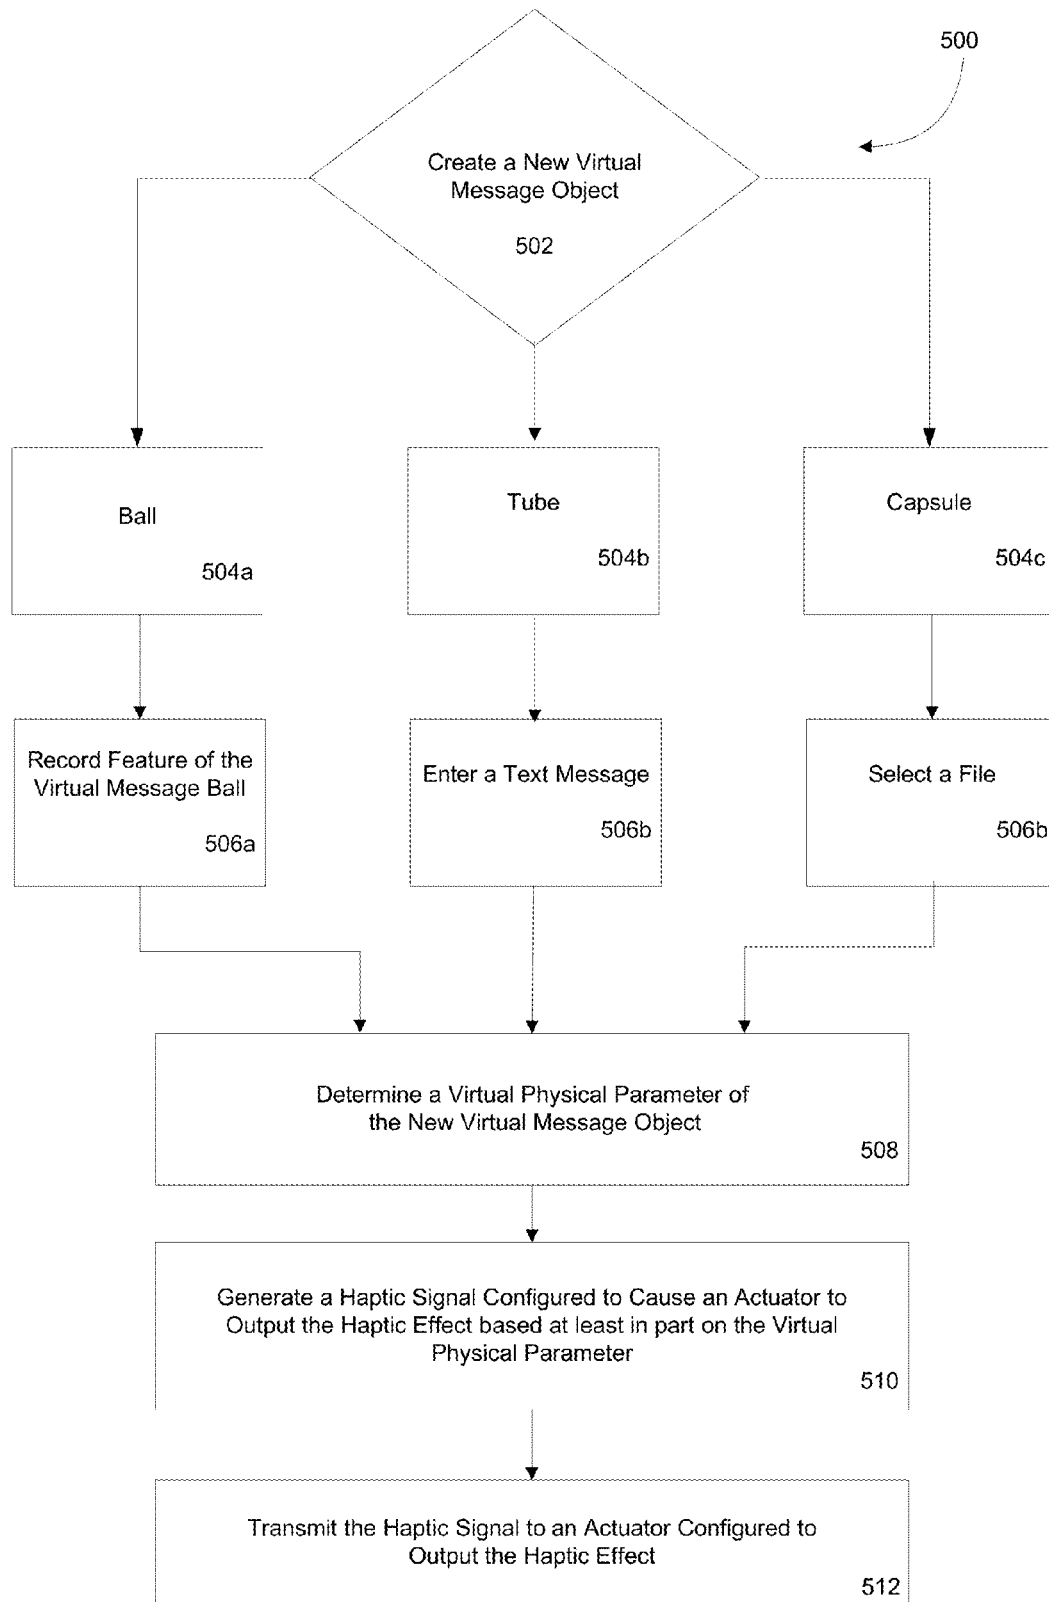 500
Create a New Virtual
Message Object
502
Ball
504a
Tube
504b
Capsule
504c
Record Feature of the
Virtual Message Ball
506a
Enter a Text Message
506b
Select a File
506b
Determine a Virtual Physical Parameter of
the New Virtual Message Object
508
Generate a Haptic Signal Configured to Cause an Actuator to
Output the Haptic Effect based at least in part on the Virtual
Physical Parameter
510
Transmit the Haptic Signal to an Actuator Configured to
Output the Haptic Effect
512